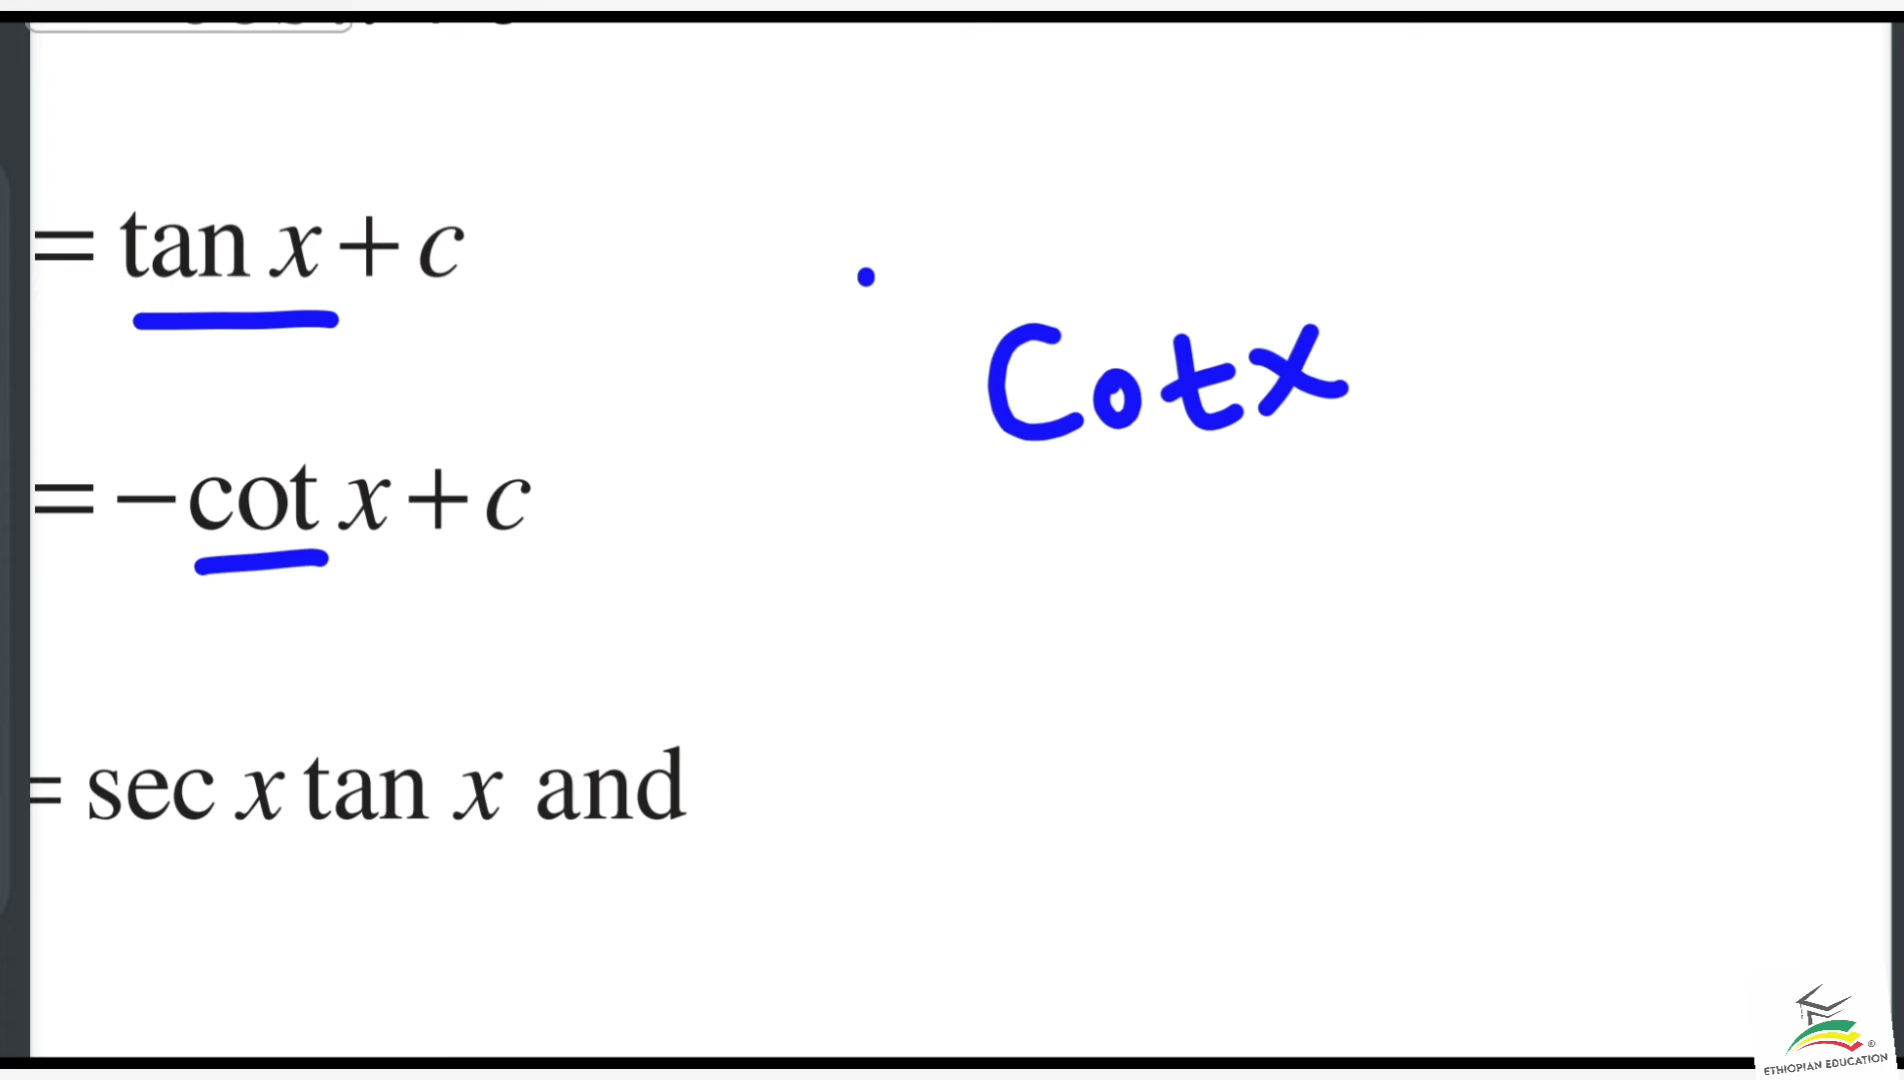 = tan x + c
Cotx
= −cot x + c
= sec x tan x and
ETHIOPIAN EDUCATION